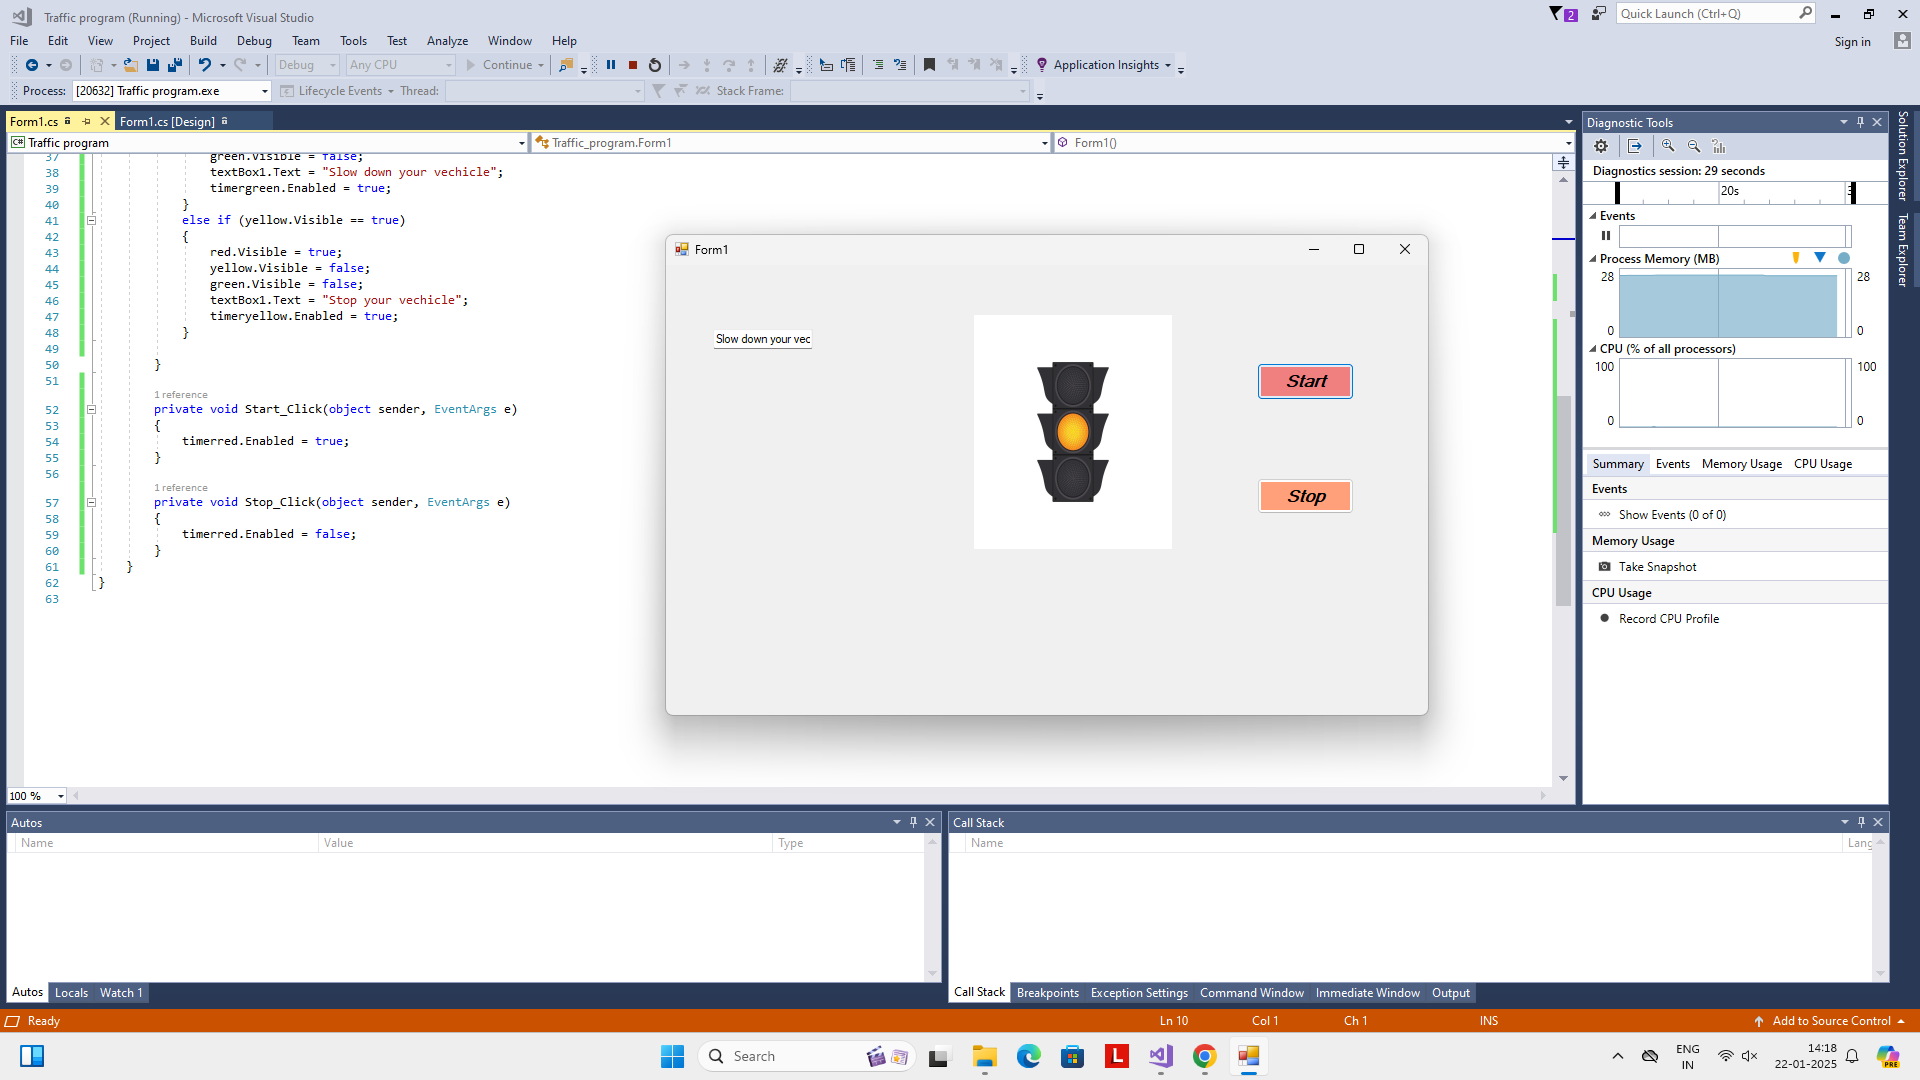 Traffic program (Running) - Microsoft Visual Studio
2
Quick Launch (Ctrl+Q)
File Edit View Project Build Debug Team Tools Test Analyze Window Help
Sign in
Debug Any CPU Continue Application Insights
Process: [20632] Traffic program.exe Lifecycle Events Thread: Stack Frame:
Form1.cs Form1.cs [Design]
Traffic program Traffic_program.Form1 Form1()
37 green.Visible = false;
38 textBox1.Text = "Slow down your vechicle";
39 timergreen.Enabled = true;
40 }
41 else if (yellow.Visible == true)
42 {
43 red.Visible = true;
44 yellow.Visible = false;
45 green.Visible = false;
46 textBox1.Text = "Stop your vechicle";
47 timeryellow.Enabled = true;
48 }
49
50 }
51
1 reference
52 private void Start_Click(object sender, EventArgs e)
53 {
54 timerred.Enabled = true;
55 }
56
1 reference
57 private void Stop_Click(object sender, EventArgs e)
58 {
59 timerred.Enabled = false;
60 }
61 }
62 }
63
100 %
Form1
Slow down your vec
Start
Stop
Diagnostic Tools
Diagnostics session: 29 seconds
20s
Events
Process Memory (MB)
28 28
0 0
CPU (% of all processors)
100 100
0 0
Summary Events Memory Usage CPU Usage
Events
Show Events (0 of 0)
Memory Usage
Take Snapshot
CPU Usage
Record CPU Profile
Solution Explorer
Team Explorer
Autos
Name Value Type
Autos Locals Watch 1
Call Stack
Name Lang
Call Stack Breakpoints Exception Settings Command Window Immediate Window Output
Ready Ln 10 Col 1 Ch 1 INS Add to Source Control
Search
L
ENG
IN
14:18
22-01-2025
PRE